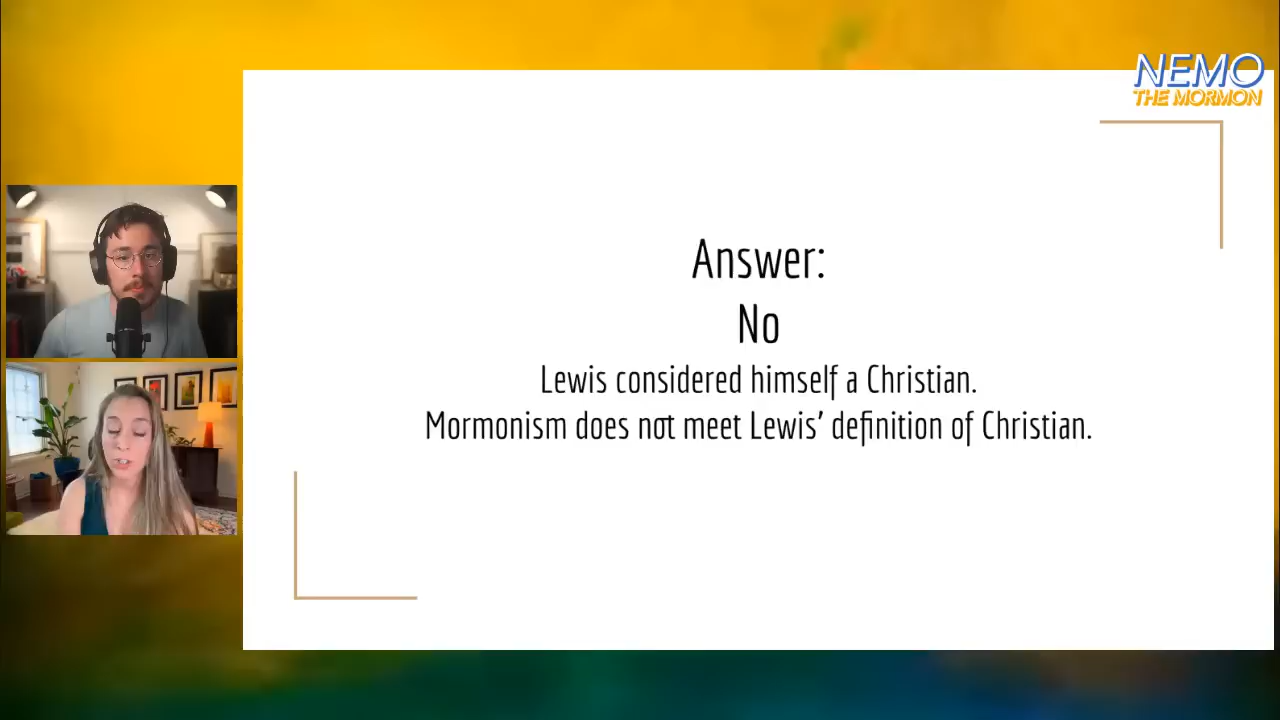 NEMO
THE MORMON
Answer:
No
Lewis considered himself a Christian.
Mormonism does not meet Lewis’ definition of Christian.